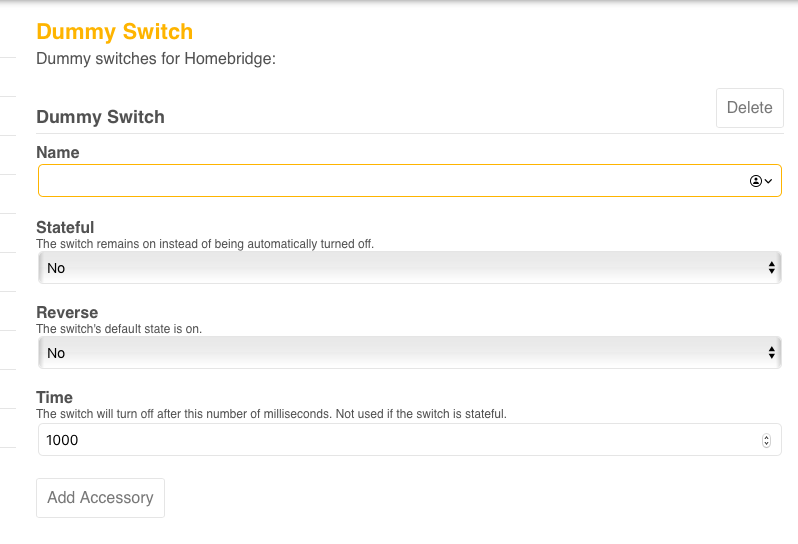 Dummy Switch
Dummy switches for Homebridge:
Delete
Dummy Switch
Name
Stateful
The switch remains on instead of being automatically turned off.
No
Reverse
The switch's default state is on.
No
Time
The switch will turn off after this number of milliseconds. Not used if the switch is stateful.
1000
Add Accessory